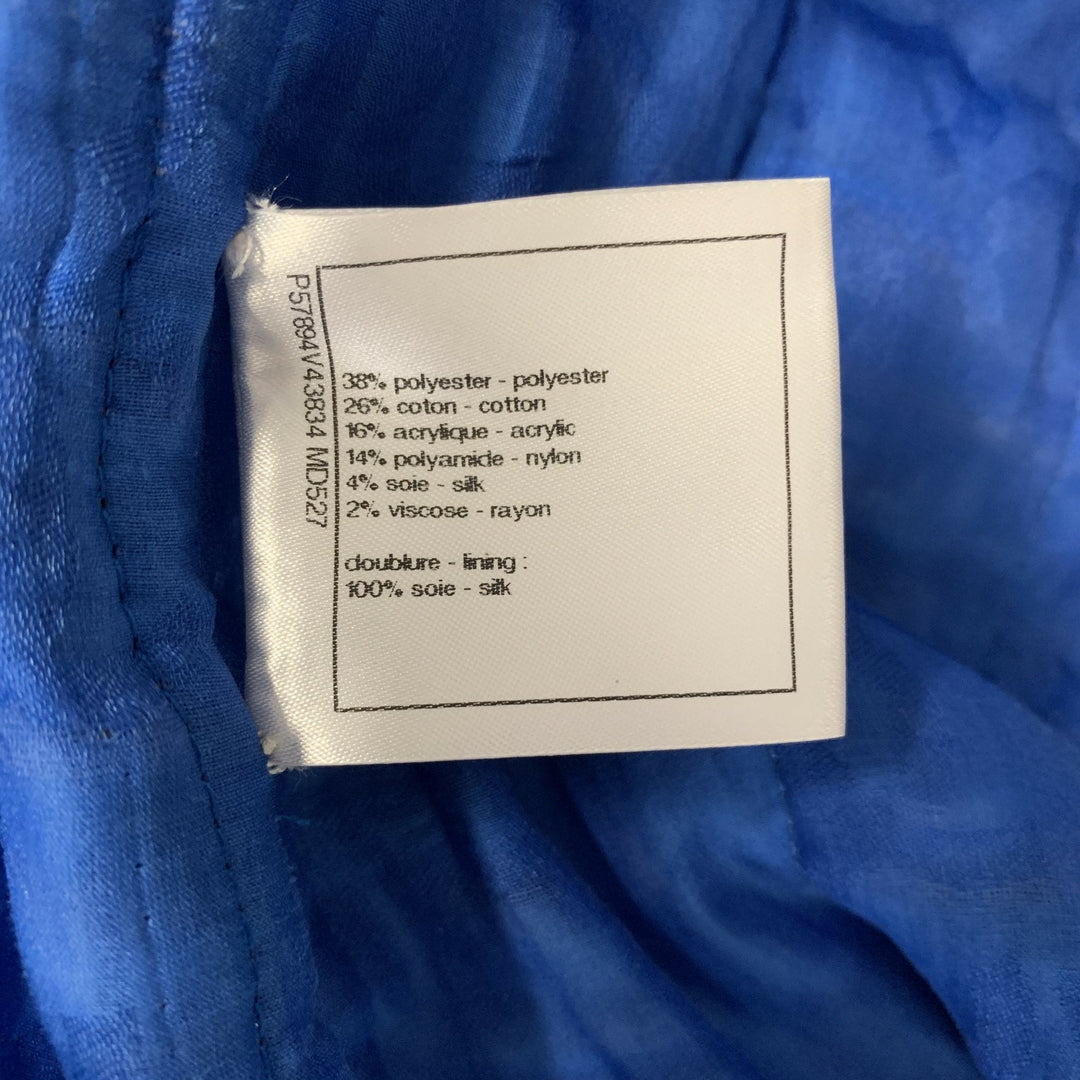 P57894V43834 MD527
38% polyester - polyester
26% coton - cotton
16% acrylique - acrylic
14% polyamide - nylon
4% soie - silk
2% viscose - rayon
doublure - lining :
100% soie - silk